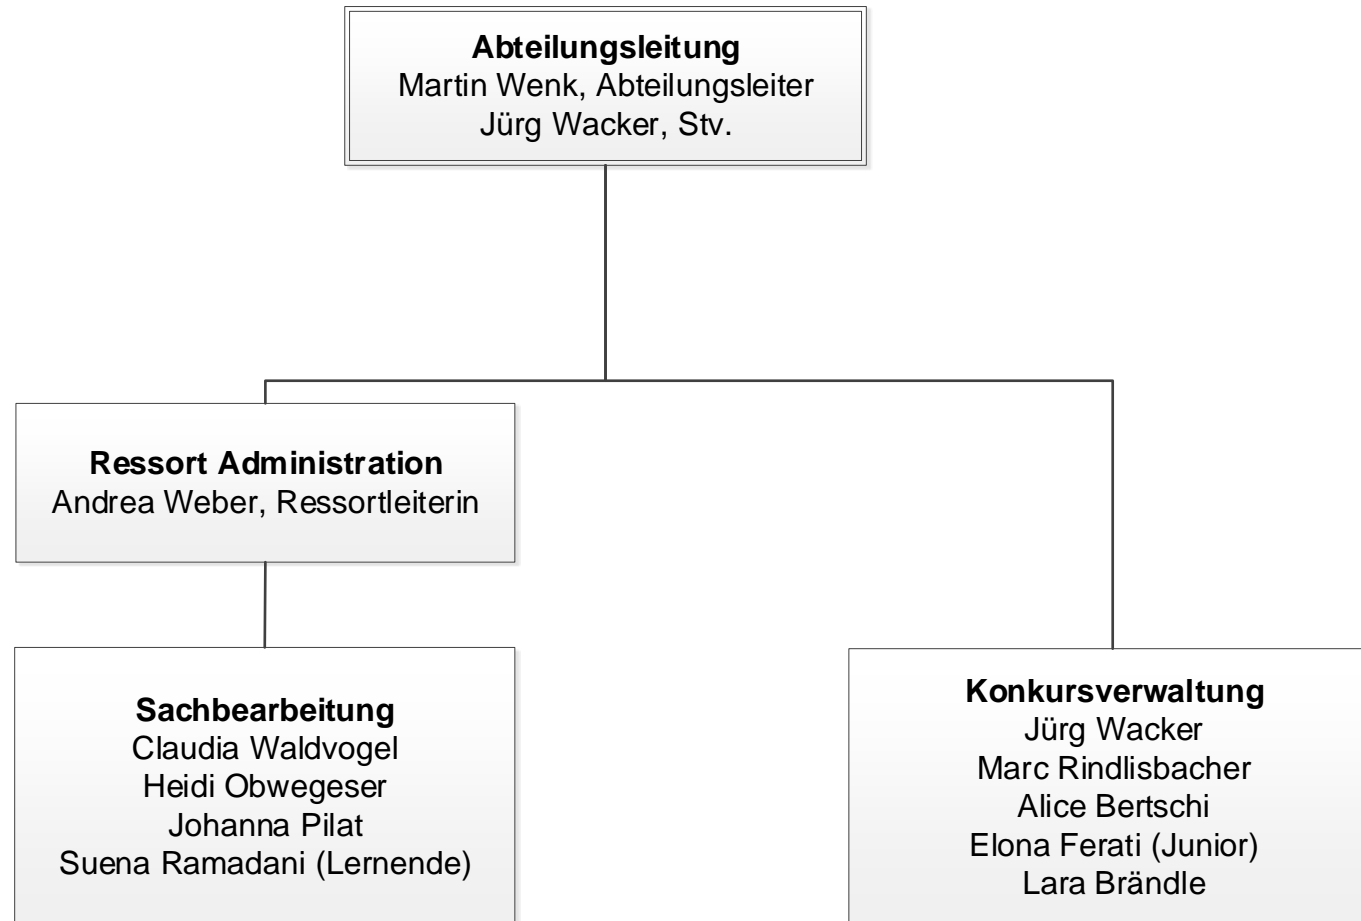 Abteilungsleitung
Martin Wenk, Abteilungsleiter
Jürg Wacker, Stv.
Ressort Administration
Andrea Weber, Ressortleiterin
Sachbearbeitung
Claudia Waldvogel
Heidi Obwegeser
Johanna Pilat
Suena Ramadani (Lernende)
Konkursverwaltung
Jürg Wacker
Marc Rindlisbacher
Alice Bertschi
Elona Ferati (Junior)
Lara Brändle